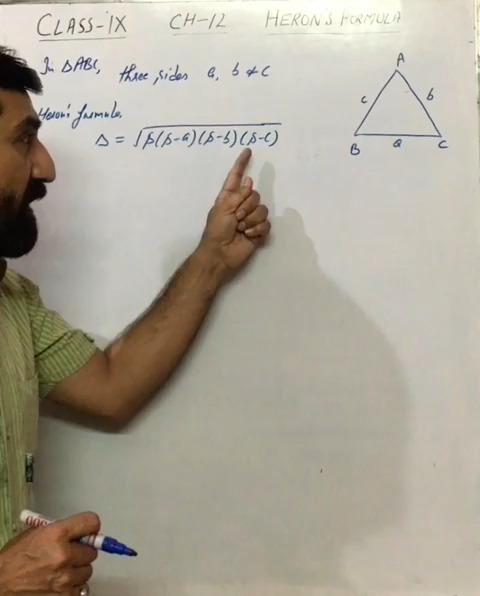 CLASS-IX CH-12 HERON'S FORMULA
In ΔABC, three sides a, b & c
Heron's formula.
Δ = √s(s-a)(s-b)(s-c)
A
c b
B a C